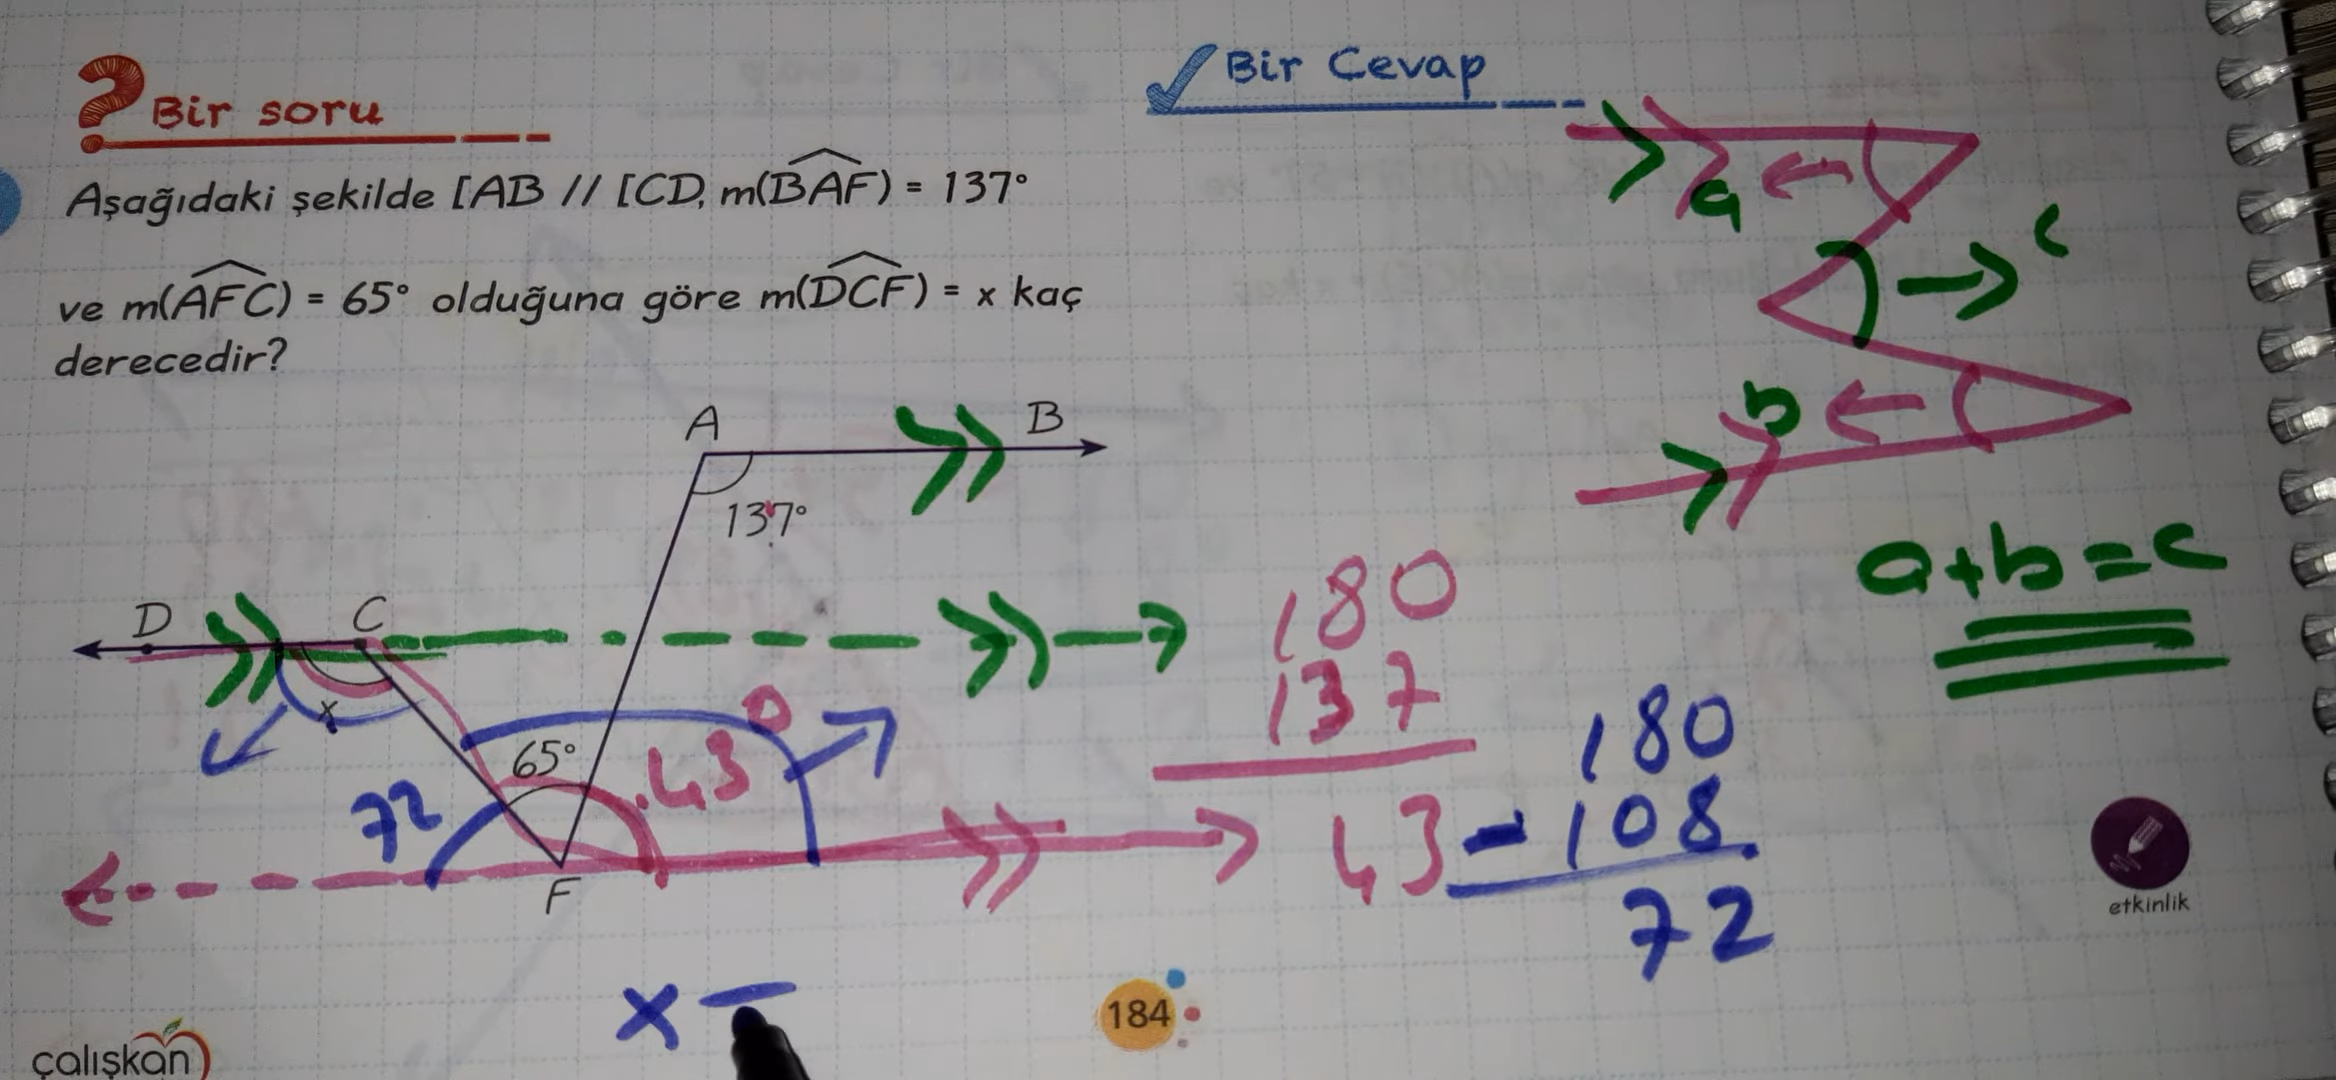 ? Bir soru
Aşağıdaki şekilde [AB // [CD, m(BAF) = 137°
ve m(AFC) = 65° olduğuna göre m(DCF) = x kaç
derecedir?
Bir Cevap
a
c
b
a+b=c
A
B
137°
D
C
x
65°
43°
72
F
180
137
43
180
-108
72
x =
etkinlik
184
çalışkan